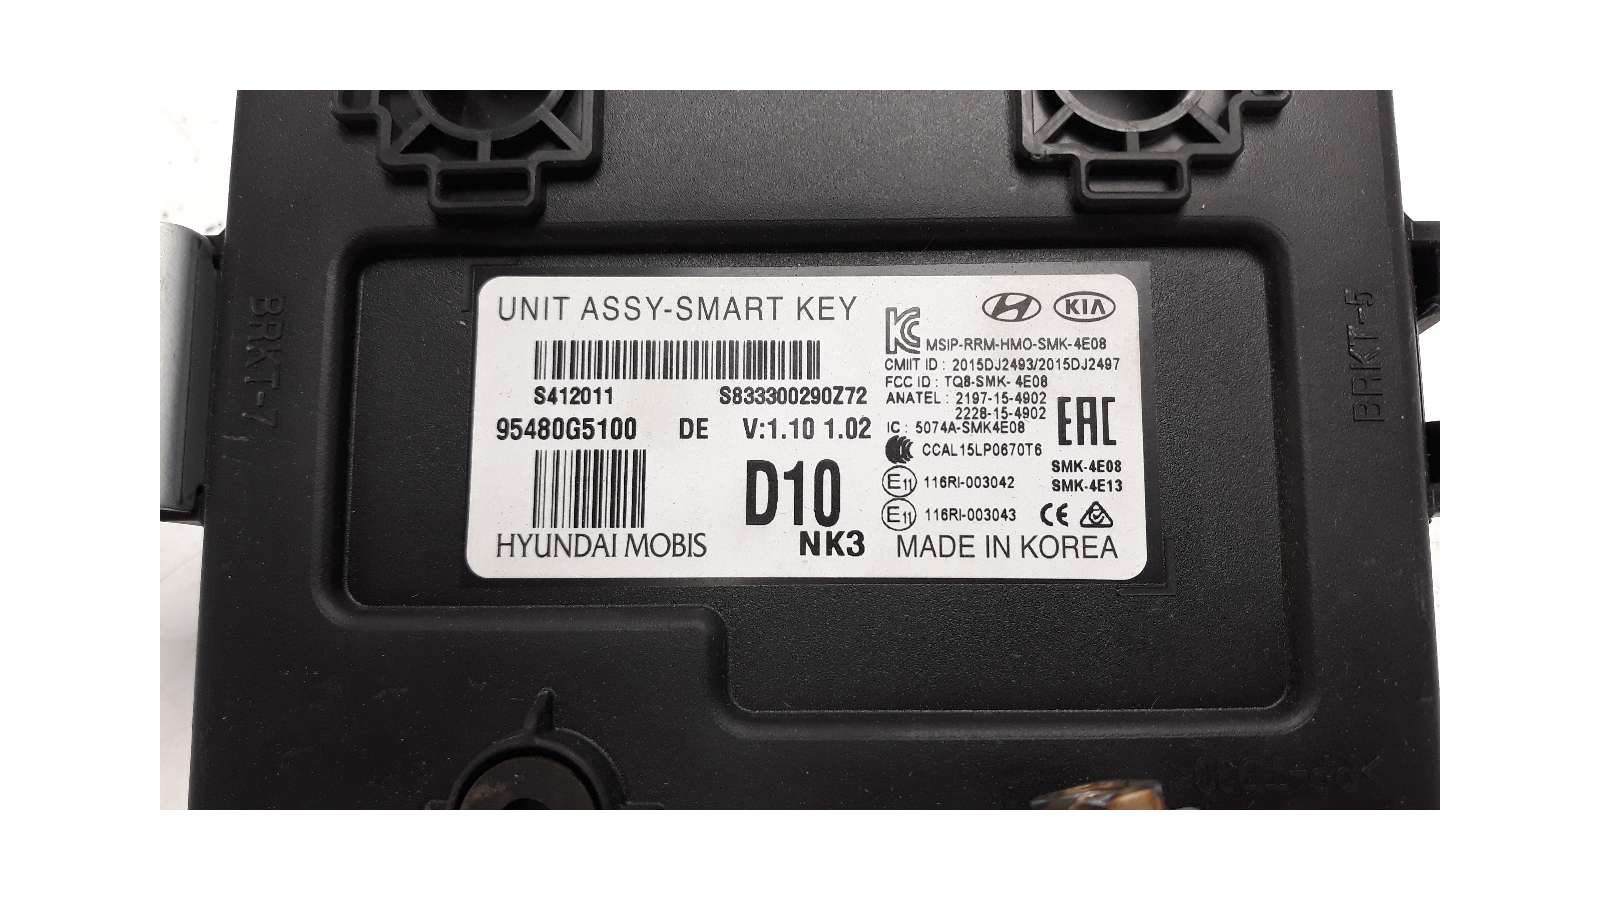 UNIT ASSY-SMART KEY
S412011 S833300290Z72
95480G5100 DE V:1.10 1.02
D10
NK3
HYUNDAI MOBIS
KIA
KC
MSIP-RRM-HMO-SMK-4E08
CMIIT ID : 2015DJ2493/2015DJ2497
FCC ID : TQ8-SMK- 4E08
ANATEL : 2197-15-4902
2228-15-4902
IC : 5074A-SMK4E08
EAC
CCAL15LP0670T6
SMK-4E08
SMK-4E13
E11 116RI-003042
E11 116RI-003043 CE
MADE IN KOREA
BRKT-7
BRKT-5